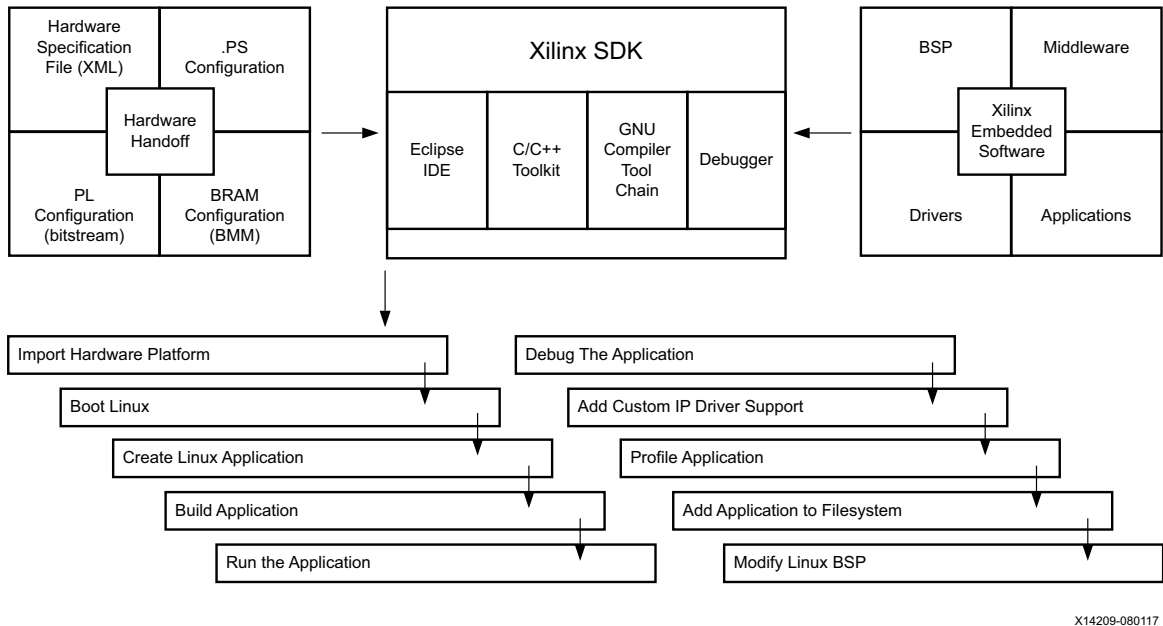 Hardware
Specification
File (XML)
.PS
Configuration
Hardware
Handoff
PL
Configuration
(bitstream)
BRAM
Configuration
(BMM)
Xilinx SDK
Eclipse
IDE
C/C++
Toolkit
GNU
Compiler
Tool
Chain
Debugger
BSP
Middleware
Xilinx
Embedded
Software
Drivers
Applications
Import Hardware Platform
Boot Linux
Create Linux Application
Build Application
Run the Application
Debug The Application
Add Custom IP Driver Support
Profile Application
Add Application to Filesystem
Modify Linux BSP
X14209-080117